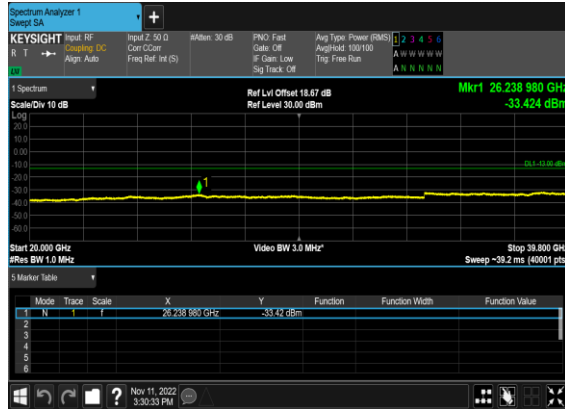 Spectrum Analyzer 1
Swept SA
+
KEYSIGHT
R T
LXI
Input: RF
Coupling: DC
Align: Auto
Input Z: 50 Ω
Corr CCorr
Freq Ref: Int (S)
#Atten: 30 dB
PNO: Fast
Gate: Off
IF Gain: Low
Sig Track: Off
Avg Type: Power (RMS)
Avg|Hold: 100/100
Trig: Free Run
1 2 3 4 5 6
A W W W W W
A N N N N N
1 Spectrum
Scale/Div 10 dB
Ref Lvl Offset 18.67 dB
Ref Level 30.00 dBm
Mkr1 26.238 980 GHz
-33.424 dBm
Log
20.0
10.0
0.00
-10.0
-20.0
-30.0
-40.0
-50.0
-60.0
DL1 -13.00 dBm
1
Start 20.000 GHz
#Res BW 1.0 MHz
Video BW 3.0 MHz*
Stop 39.800 GHz
Sweep ~39.2 ms (40001 pts)
5 Marker Table
Mode Trace Scale X Y Function Function Width Function Value
1 N 1 f 26.238 980 GHz -33.42 dBm
2
3
4
5
6
?
Nov 11, 2022
3:30:33 PM